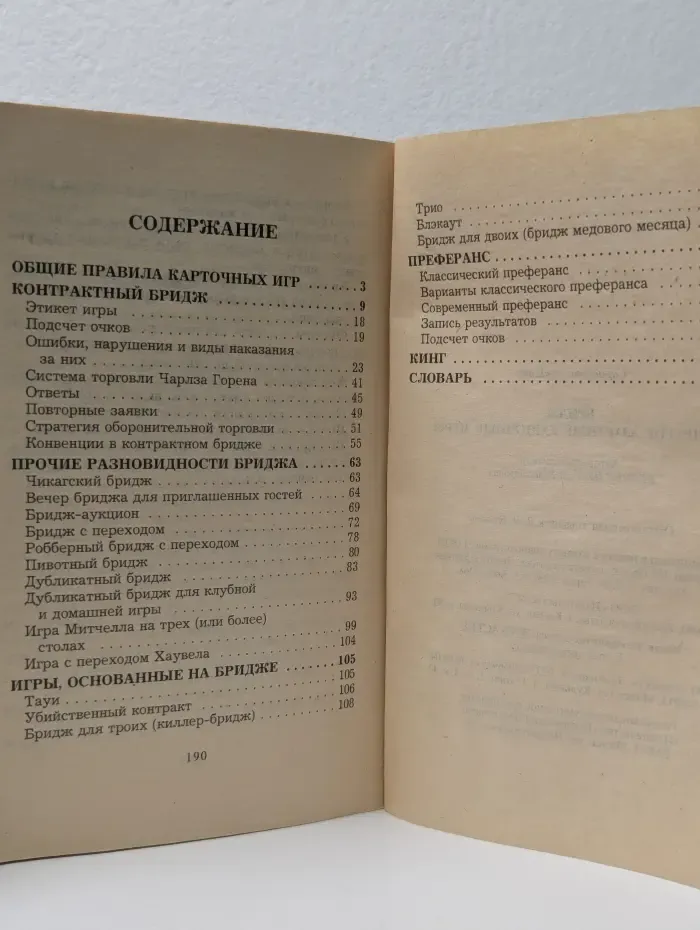 СОДЕРЖАНИЕ
ОБЩИЕ ПРАВИЛА КАРТОЧНЫХ ИГР ....... 3
КОНТРАКТНЫЙ БРИДЖ ................ 9
Этикет игры ................ 18
Подсчет очков ................ 19
Ошибки, нарушения и виды наказания
за них ................ 23
Система торговли Чарлза Горена ................ 41
Ответы ................ 45
Повторные заявки ................ 49
Стратегия оборонительной торговли ................ 51
Конвенции в контрактном бридже ................ 55
ПРОЧИЕ РАЗНОВИДНОСТИ БРИДЖА ...... 63
Чикагский бридж ................ 63
Вечер бриджа для приглашенных гостей ........ 64
Бридж-аукцион ................ 69
Бридж с переходом ................ 72
Робберный бридж с переходом ................ 78
Пивотный бридж ................ 80
Дубликатный бридж ................ 83
Дубликатный бридж для клубной
и домашней игры ................ 93
Игра Митчелла на трех (или более)
столах ................ 99
Игра с переходом Хаувела ................ 104
ИГРЫ, ОСНОВАННЫЕ НА БРИДЖЕ ....... 105
Тауи ................ 105
Убийственный контракт ................ 106
Бридж для троих (киллер-бридж) ............ 108
190
Трио ................
Блэкаут ................
Бридж для двоих (бридж медового месяца) ....
ПРЕФЕРАНС ................
Классический преферанс ................
Варианты классического преферанса ........
Современный преферанс ................
Запись результатов ................
Подсчет очков ................
КИНГ ................
СЛОВАРЬ ................